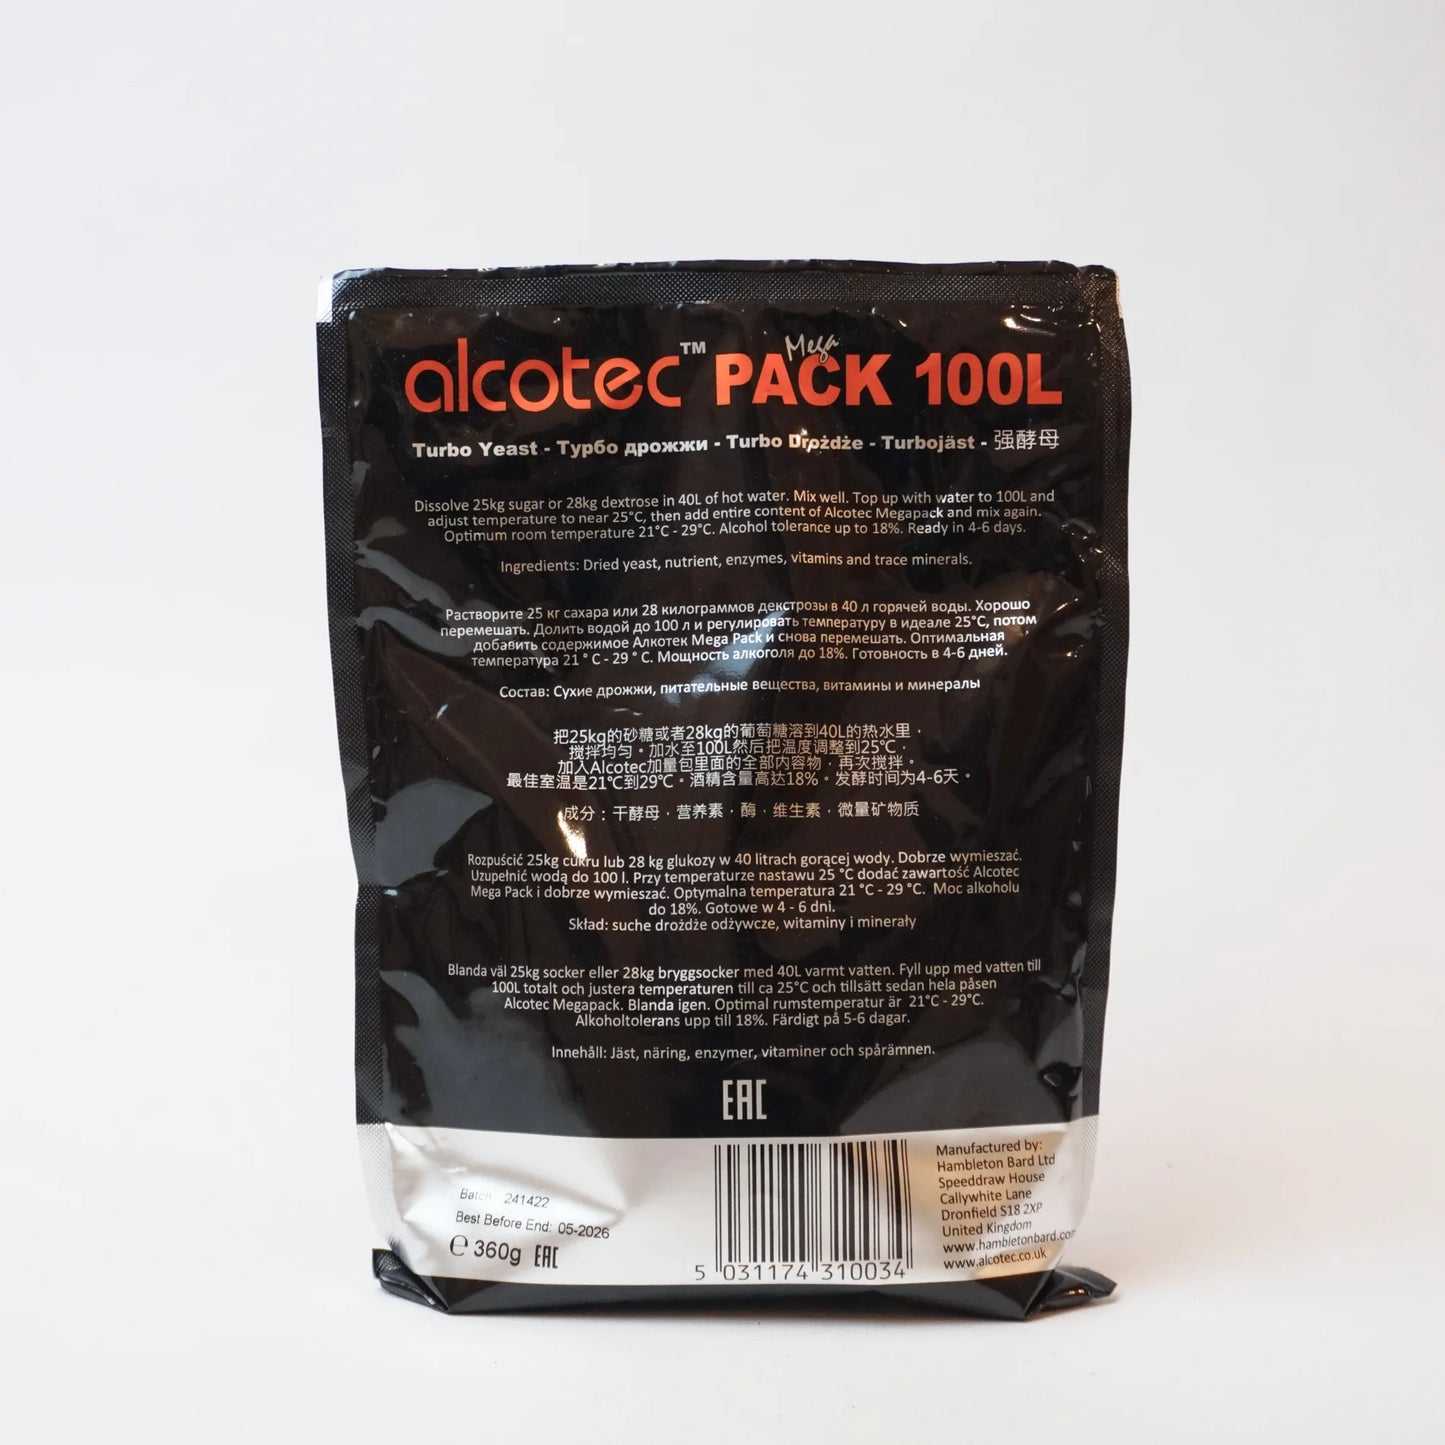 alcotec™ Mega PACK 100L
Turbo Yeast - Турбо дрожжи - Turbo Drożdże - Turbojäst - 强酵母
Dissolve 25kg sugar or 28kg dextrose in 40L of hot water. Mix well. Top up with water to 100L and
adjust temperature to near 25°C, then add entire content of Alcotec Megapack and mix again.
Optimum room temperature 21°C - 29°C. Alcohol tolerance up to 18%. Ready in 4-6 days.
Ingredients: Dried yeast, nutrient, enzymes, vitamins and trace minerals.
Растворите 25 кг сахара или 28 килограммов декстрозы в 40 л горячей воды. Хорошо
перемешать. Долить водой до 100 л и регулировать температуру в идеале 25°C, потом
добавить содержимое Алкотек Mega Pack и снова перемешать. Оптимальная
температура 21 ° C - 29 ° C. Мощность алкоголя до 18%. Готовность в 4-6 дней.
Состав: Сухие дрожжи, питательные вещества, витамины и минералы
把25kg的砂糖或者28kg的葡萄糖溶到40L的热水里，
搅拌均匀。加水至100L然后把温度调整到25℃，
加入Alcotec加量包里面的全部内容物，再次搅拌。
最佳室温是21℃到29℃。酒精含量高达18%。发酵时间为4-6天。
成分：干酵母，营养素，酶，维生素，微量矿物质
Rozpuścić 25kg cukru lub 28 kg glukozy w 40 litrach gorącej wody. Dobrze wymieszać.
Uzupełnić wodą do 100 l. Przy temperaturze nastawu 25 °C dodać zawartość Alcotec
Mega Pack i dobrze wymieszać. Optymalna temperatura 21 °C - 29 °C. Moc alkoholu
do 18%. Gotowe w 4 - 6 dni.
Skład: suche drożdże odżywcze, witaminy i minerały
Blanda väl 25kg socker eller 28kg bryggsocker med 40L varmt vatten. Fyll upp med vatten till
100L totalt och justera temperaturen till ca 25°C och tillsätt sedan hela påsen
Alcotec Megapack. Blanda igen. Optimal rumstemperatur är 21°C - 29°C.
Alkoholtolerans upp till 18%. Färdigt på 5-6 dagar.
Innehåll: Jäst, näring, enzymer, vitaminer och spårämnen.
EAC
Batch 241422
Best Before End: 05-2026
℮ 360g EAC
5 031174 310034
Manufactured by:
Hambleton Bard Ltd
Speeddraw House
Callywhite Lane
Dronfield S18 2XP
United Kingdom
www.hambletonbard.com
www.alcotec.co.uk